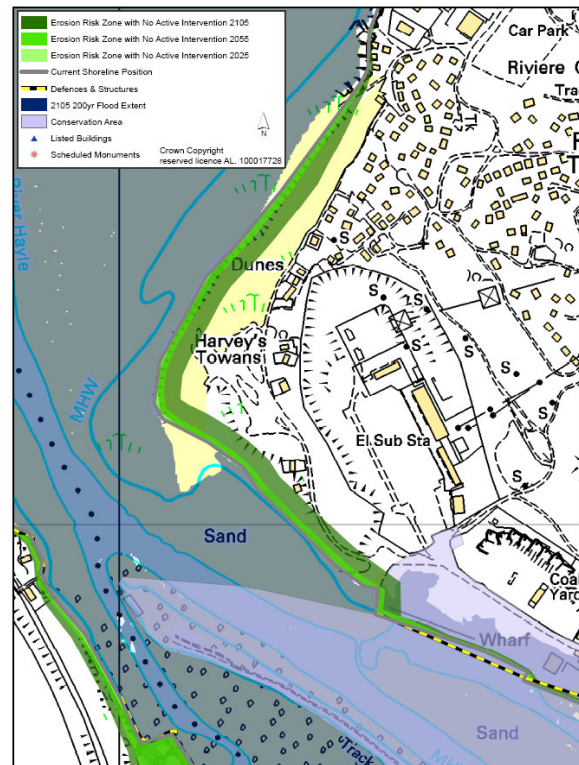 Erosion Risk Zone with No Active Intervention 2105
Erosion Risk Zone with No Active Intervention 2055
Erosion Risk Zone with No Active Intervention 2025
Current Shoreline Position
Defences & Structures
2105 200yr Flood Extent
Conservation Area
Listed Buildings
Scheduled Monuments
Crown Copyright
reserved licence AL. 100017728
N
Car Park
Riviere
Tk
River Hayle
MHW
Dunes
Harvey's
Towans
S
S
S
S
S
S
S
S
El Sub Sta
Sand
Coa
Yard
Wharf
Sand
Track